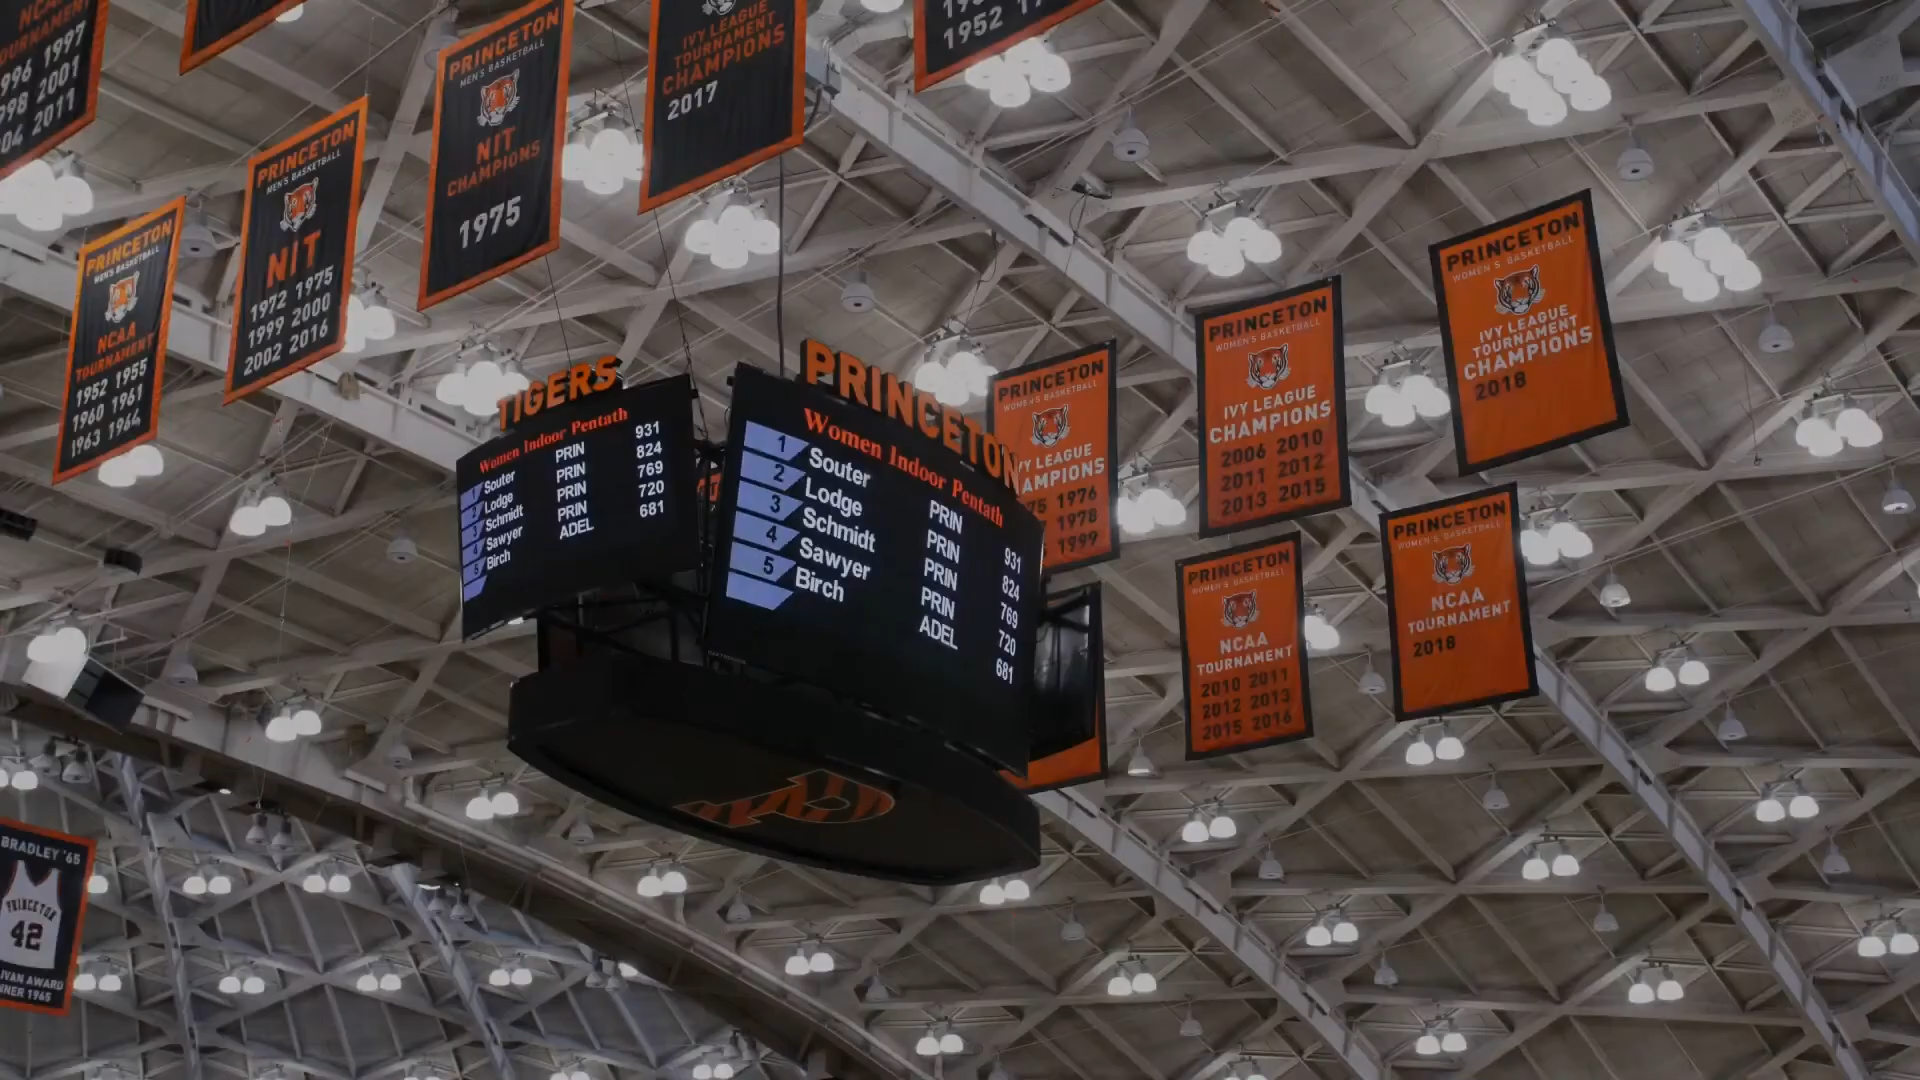 NCAA
TOURNAMENT
1996 1997
1998 2001
2004 2011
PRINCETON
MEN'S BASKETBALL
NCAA
TOURNAMENT
1952 1955
1960 1961
1963 1964
PRINCETON
MEN'S BASKETBALL
NIT
1972 1975
1999 2000
2002 2016
PRINCETON
MEN'S BASKETBALL
NIT
CHAMPIONS
1975
IVY LEAGUE
TOURNAMENT
CHAMPIONS
2017
1952
TIGERS
Women Indoor Pentath
1 Souter PRIN 931
2 Lodge PRIN 824
3 Schmidt PRIN 769
4 Sawyer PRIN 720
5 Birch ADEL 681
PRINCETON
Women Indoor Pentath
1 Souter PRIN 931
2 Lodge PRIN 824
3 Schmidt PRIN 769
4 Sawyer PRIN 720
5 Birch ADEL 681
P
PRINCETON
WOMEN'S BASKETBALL
IVY LEAGUE
CHAMPIONS
75 1976
1978
1999
PRINCETON
WOMEN'S BASKETBALL
IVY LEAGUE
CHAMPIONS
2006 2010
2011 2012
2013 2015
PRINCETON
WOMEN'S BASKETBALL
IVY LEAGUE
TOURNAMENT
CHAMPIONS
2018
PRINCETON
WOMEN'S BASKETBALL
NCAA
TOURNAMENT
2010 2011
2012 2013
2015 2016
PRINCETON
WOMEN'S BASKETBALL
NCAA
TOURNAMENT
2018
BRADLEY '65
PRINCETON
42
IVAN AWARD
NER 1965